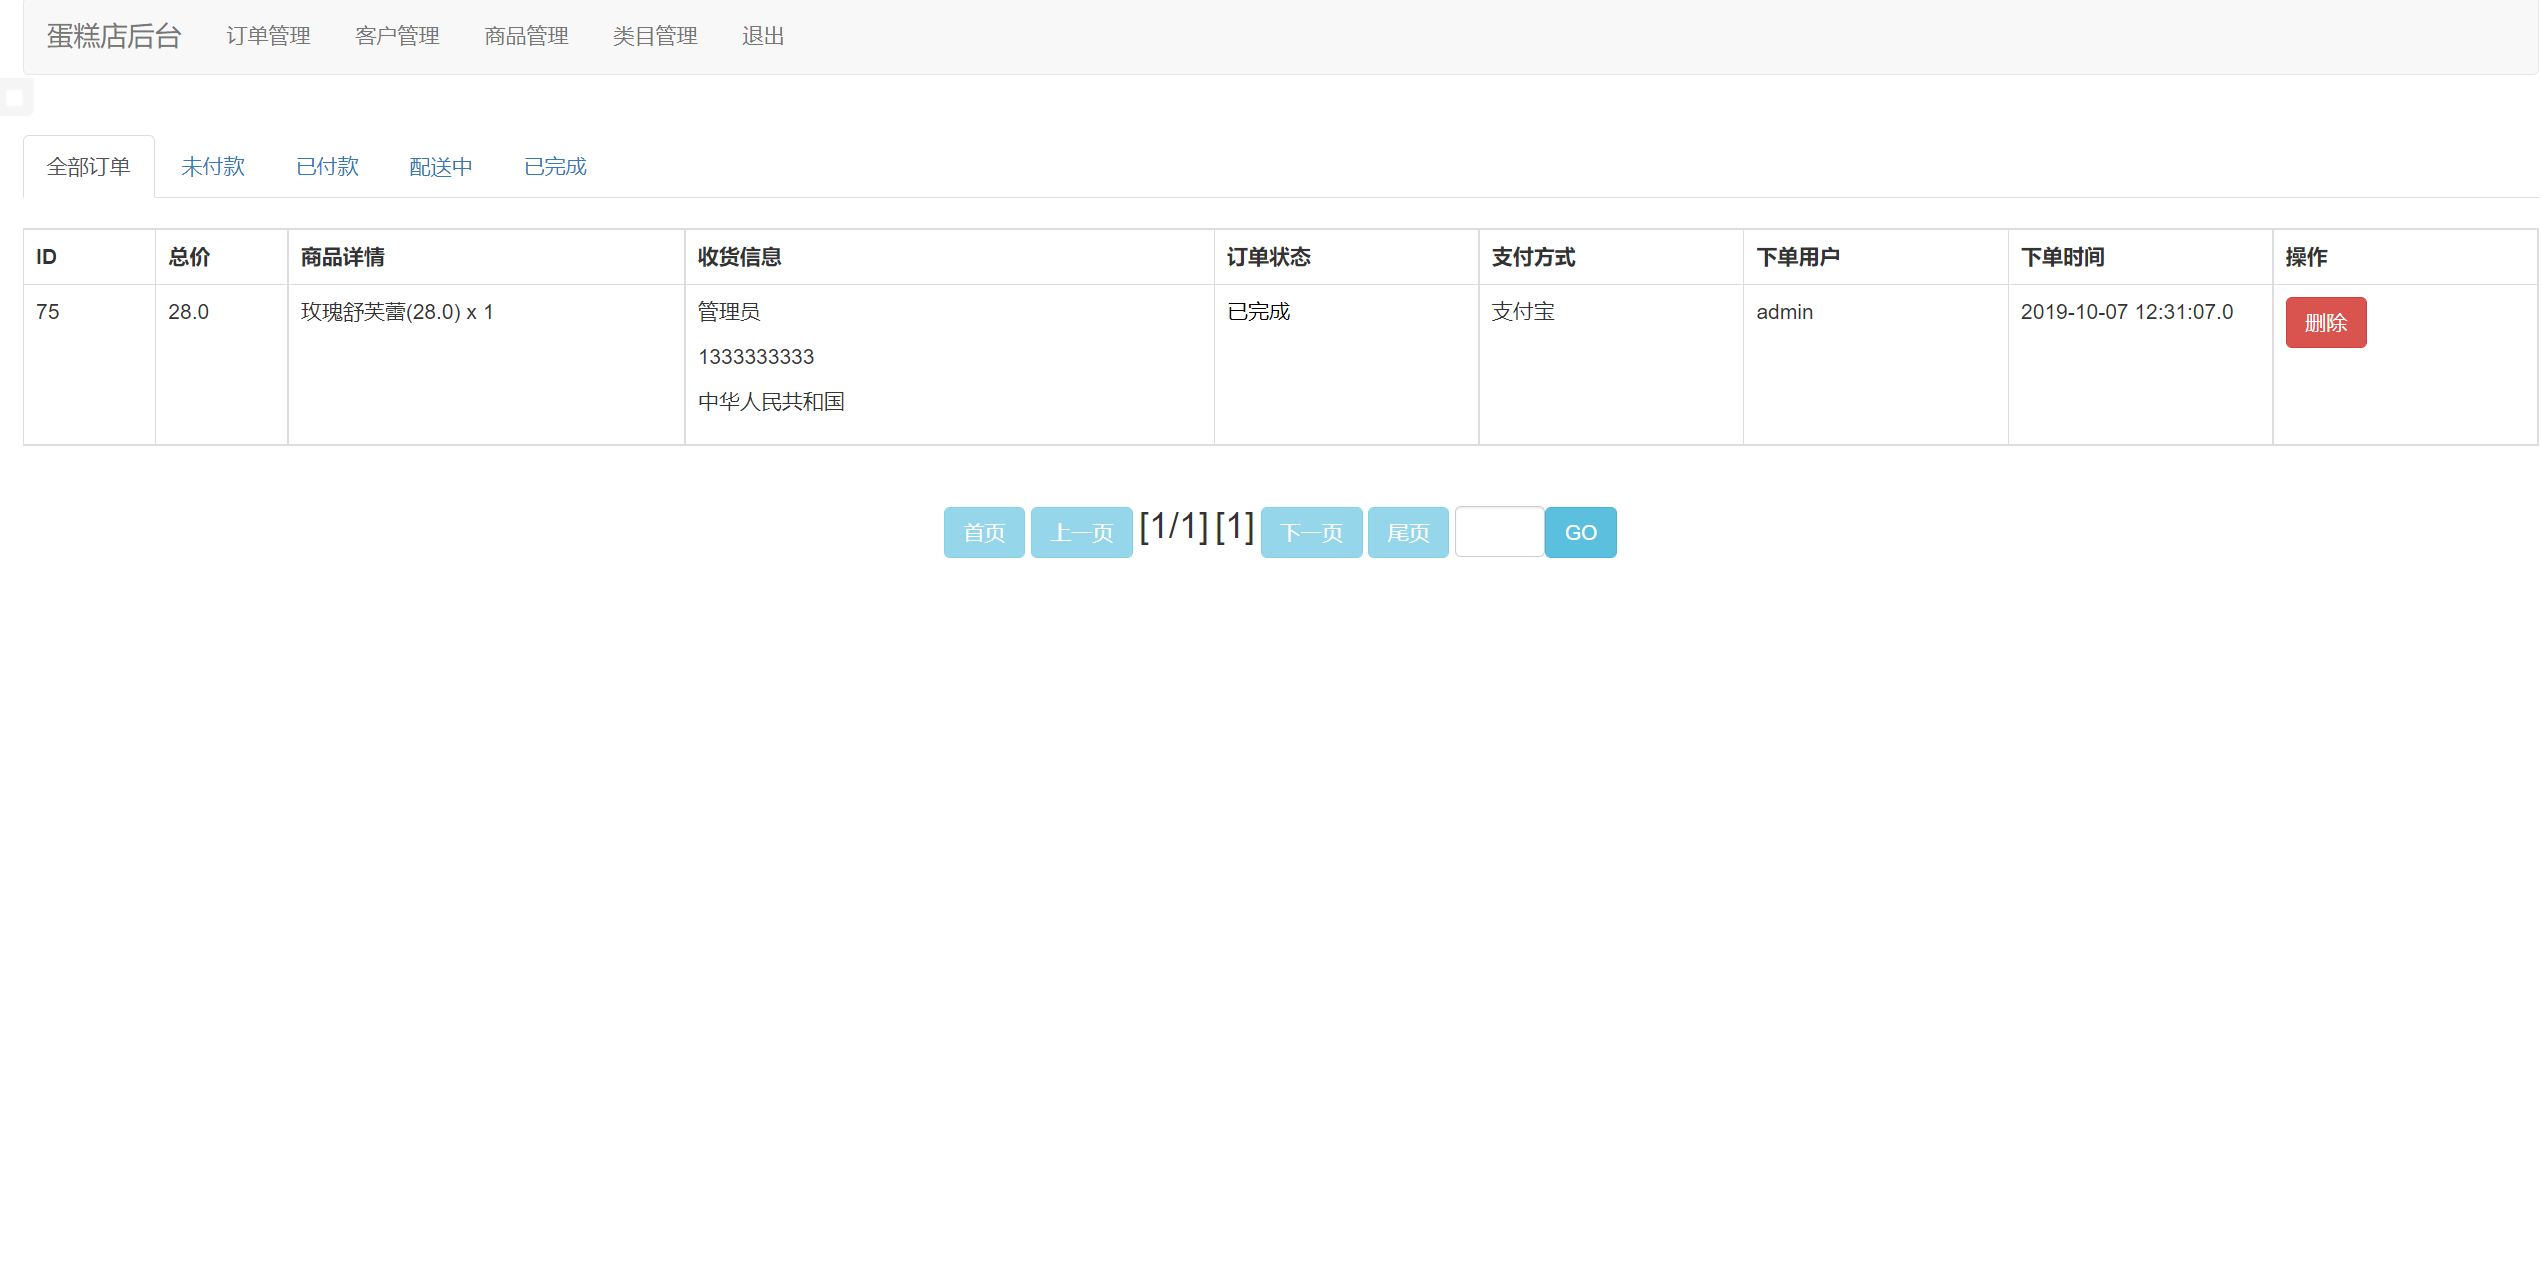 蛋糕店后台 订单管理 客户管理 商品管理 类目管理 退出
全部订单 未付款 已付款 配送中 已完成
ID 总价 商品详情 收货信息 订单状态 支付方式 下单用户 下单时间 操作
75 28.0 玫瑰舒芙蕾(28.0) x 1 管理员 已完成 支付宝 admin 2019-10-07 12:31:07.0 删除
1333333333
中华人民共和国
首页 上一页 [1/1] [1] 下一页 尾页 GO